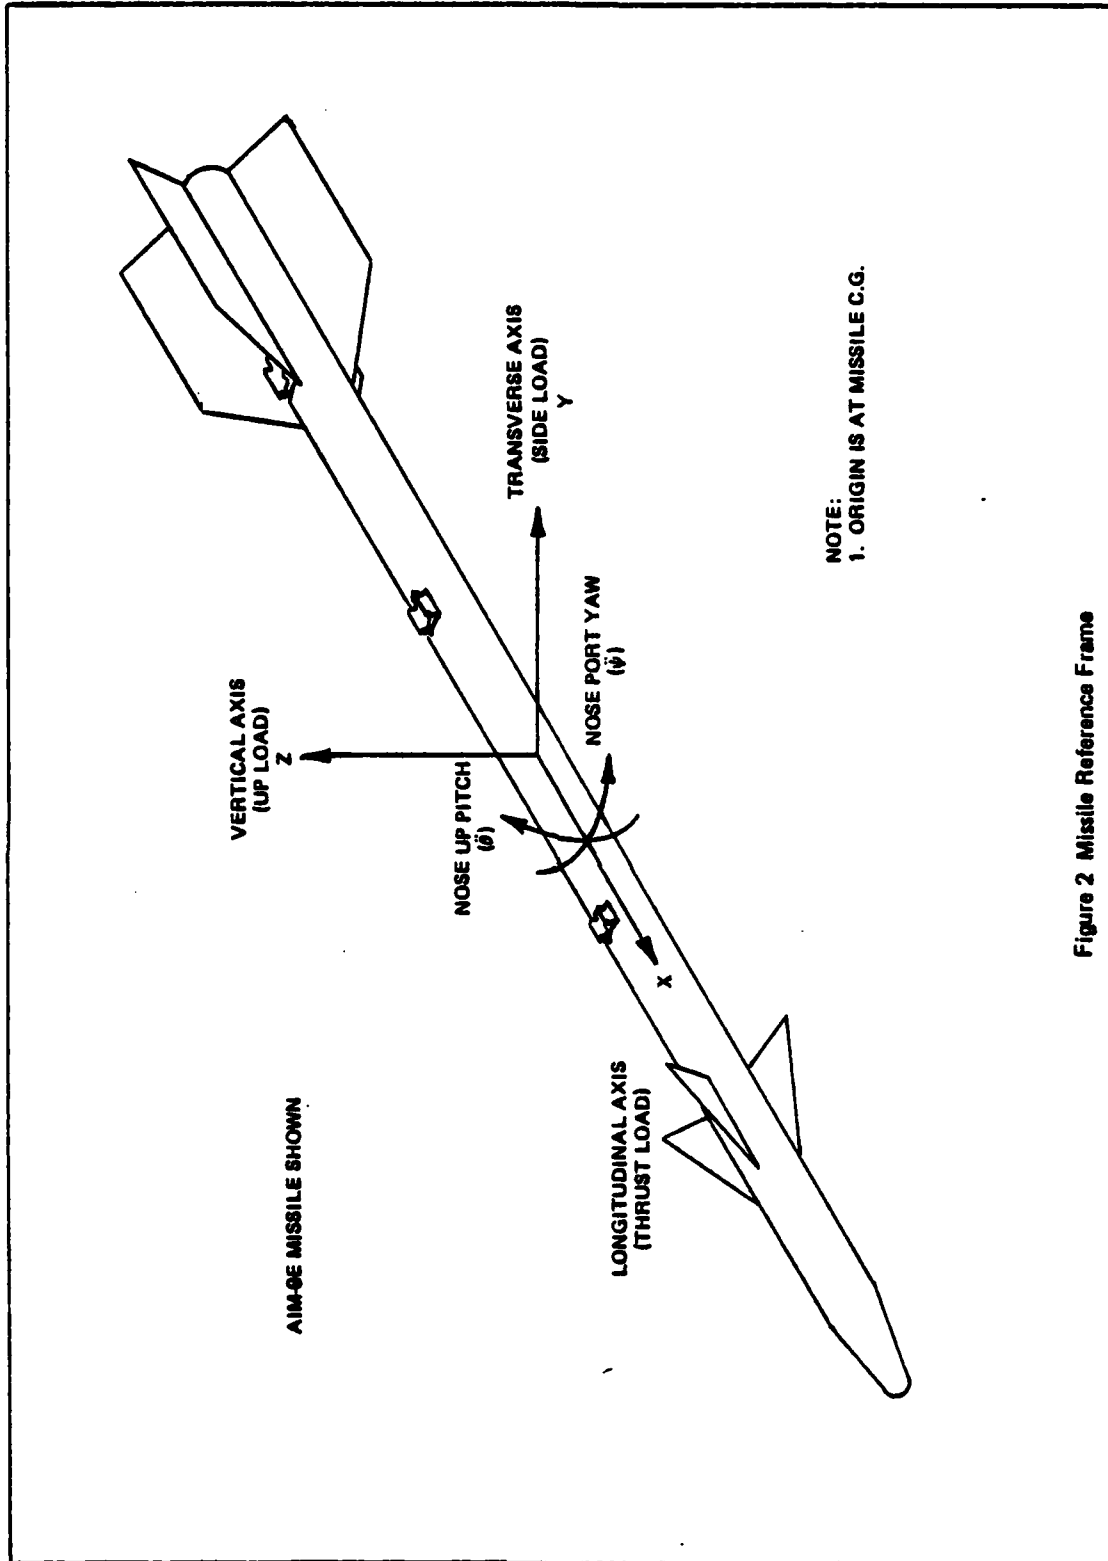 AIM-9E MISSILE SHOWN
VERTICAL AXIS
(UP LOAD)
Z
NOSE UP PITCH
(θ̈)
TRANSVERSE AXIS
(SIDE LOAD)
Y
NOSE PORT YAW
(ψ̈)
X
LONGITUDINAL AXIS
(THRUST LOAD)
NOTE:
1. ORIGIN IS AT MISSILE C.G.
Figure 2 Missile Reference Frame